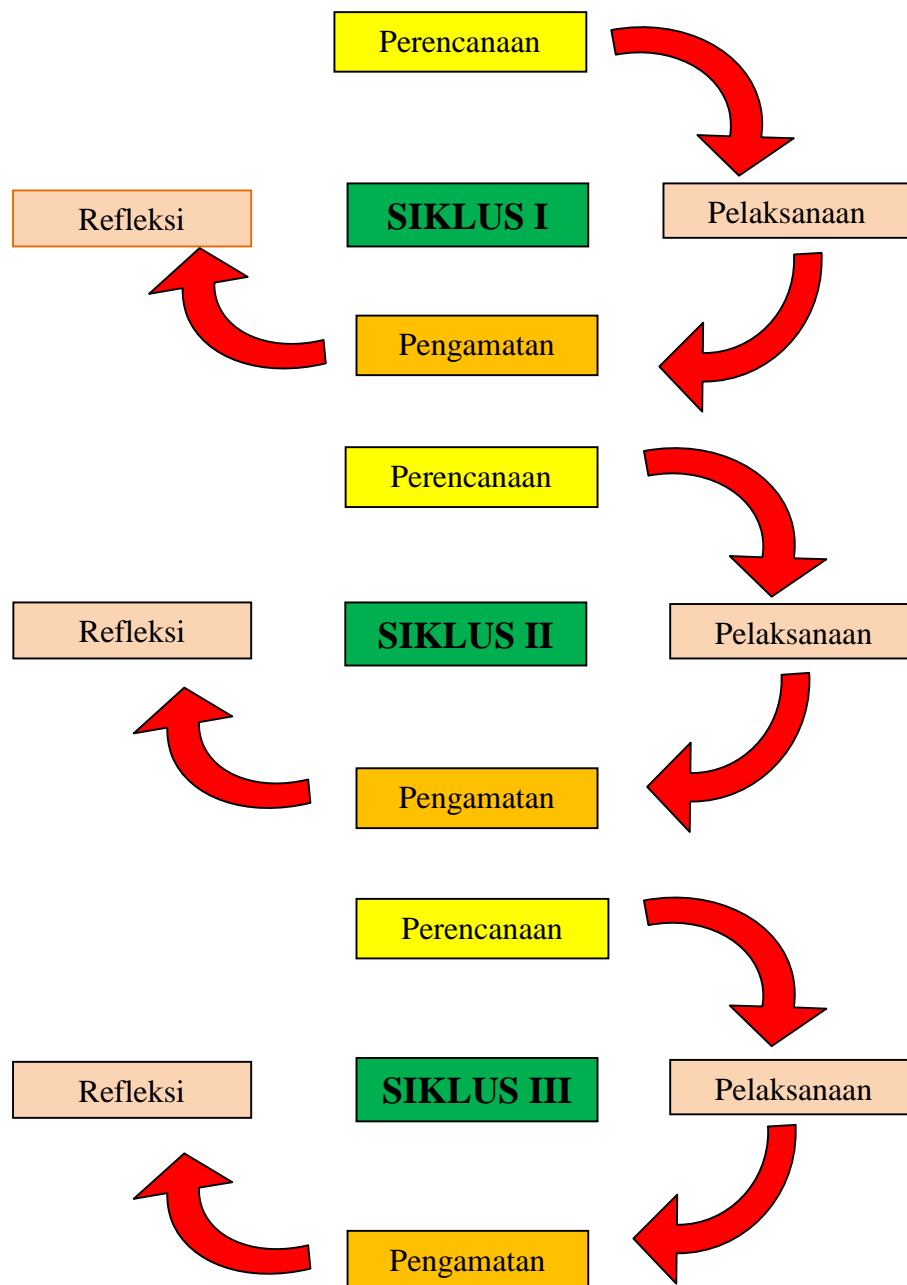 Perencanaan
Refleksi
SIKLUS I
Pelaksanaan
Pengamatan
Perencanaan
Refleksi
SIKLUS II
Pelaksanaan
Pengamatan
Perencanaan
Refleksi
SIKLUS III
Pelaksanaan
Pengamatan